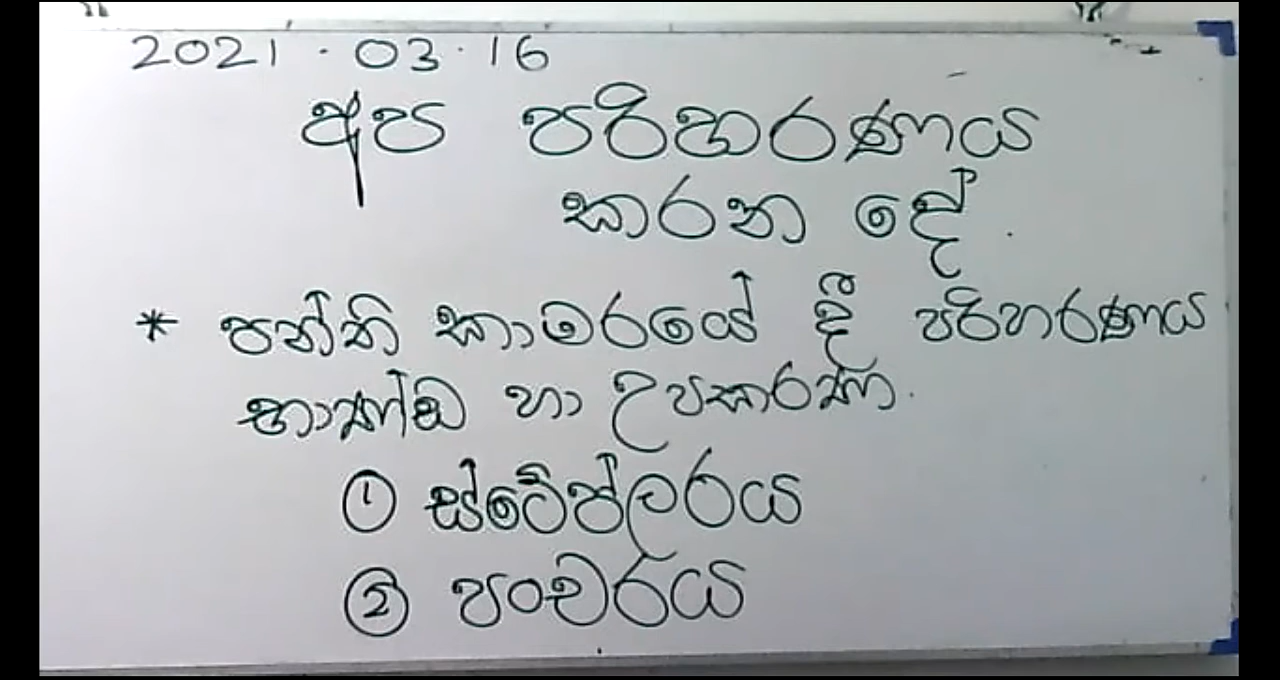 2021.03.16
අප පරිහරණය
කරන දේ.
* පන්ති කාමරයේ දී පරිහරණය
භාණ්ඩ හා උපකරණ.
① ස්ටේප්ලරය
② පංචරය